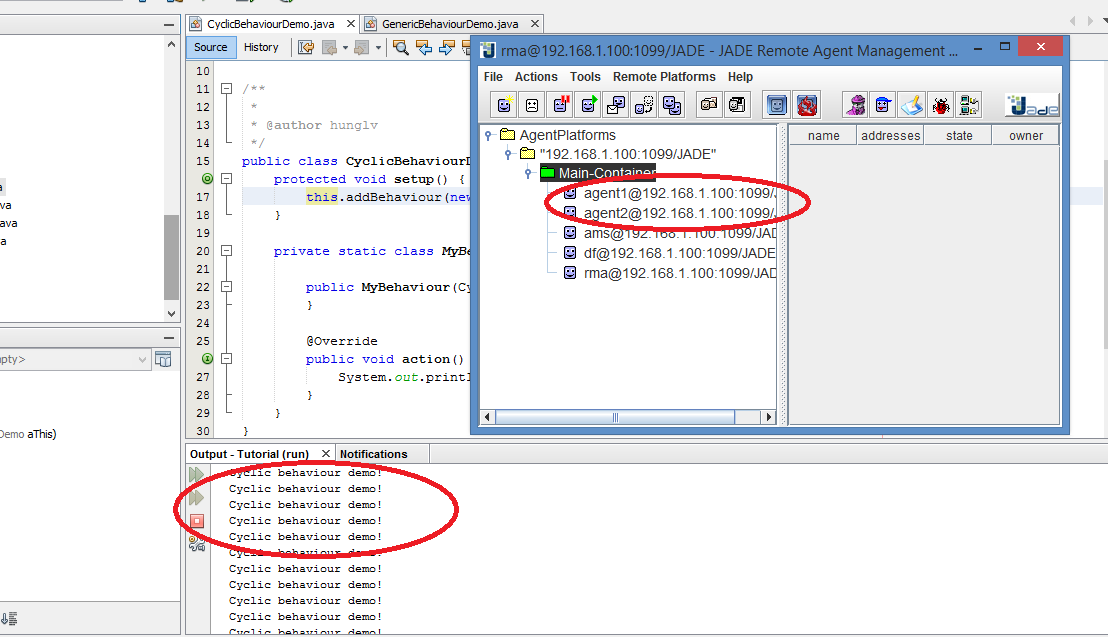 CyclicBehaviourDemo.java
GenericBehaviourDemo.java
Source History
10
11 /**
12 *
13 * @author hunglv
14 */
15 public class CyclicBehaviourD
protected void setup() {
17 this.addBehaviour(new
18 }
19
20 private static class MyBe
21
22 public MyBehaviour(Cy
23 }
24
25 @Override
public void action()
27 System.out.printl
28 }
29 }
30 }
va
ava
a
mpty>
Demo aThis)
rma@192.168.1.100:1099/JADE - JADE Remote Agent Management ...
File Actions Tools Remote Platforms Help
Jade
AgentPlatforms
"192.168.1.100:1099/JADE"
Main-Container
agent1@192.168.1.100:1099/J
agent2@192.168.1.100:1099/J
ams@192.168.1.100:1099/JAD
df@192.168.1.100:1099/JADE
rma@192.168.1.100:1099/JAD
name addresses state owner
Output - Tutorial (run) Notifications
Cyclic behaviour demo!
Cyclic behaviour demo!
Cyclic behaviour demo!
Cyclic behaviour demo!
Cyclic behaviour demo!
Cyclic behaviour demo!
Cyclic behaviour demo!
Cyclic behaviour demo!
Cyclic behaviour demo!
Cyclic behaviour demo!
Cyclic behaviour demo!